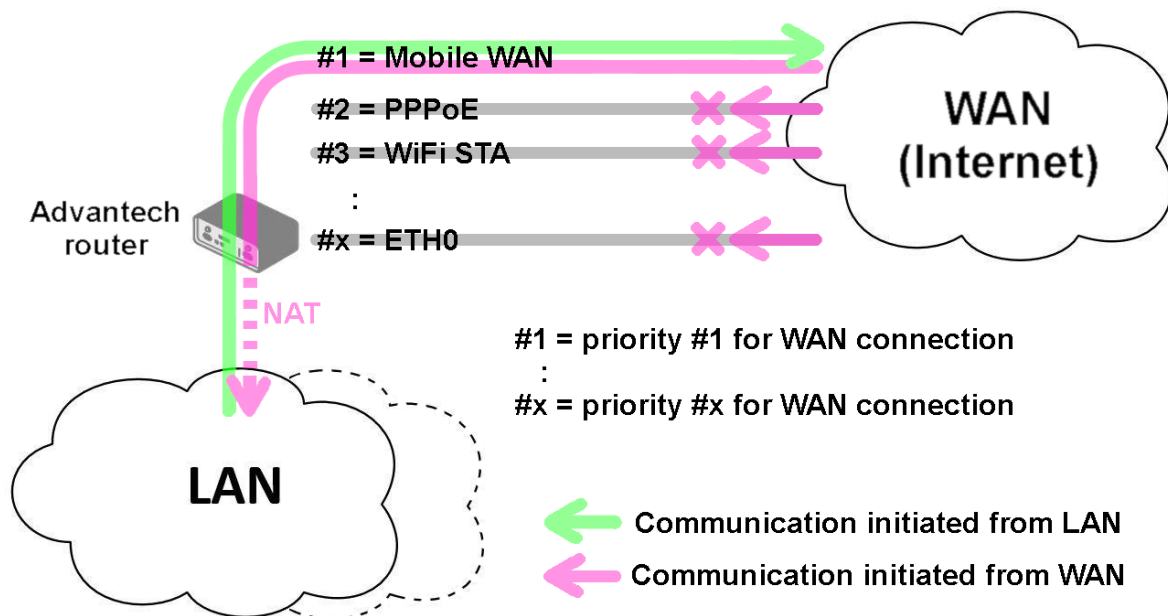 #1 = Mobile WAN
#2 = PPPoE
#3 = WiFi STA
:
#x = ETH0
WAN
(Internet)
Advantech
router
NAT
#1 = priority #1 for WAN connection
:
#x = priority #x for WAN connection
LAN
Communication initiated from LAN
Communication initiated from WAN